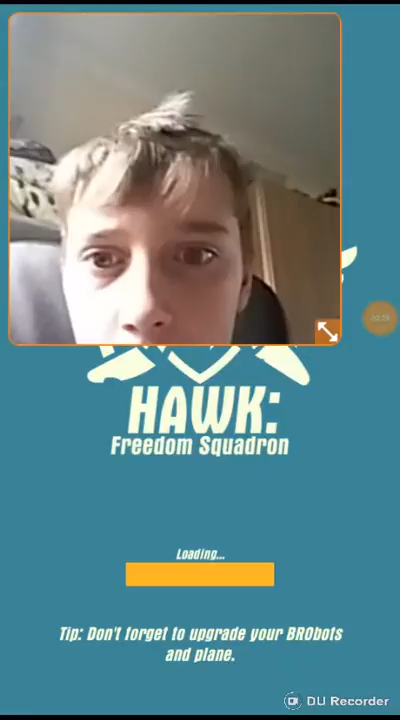 HAWK:
Freedom Squadron
Loading...
Tip: Don't forget to upgrade your BRObots
and plane.
DU Recorder